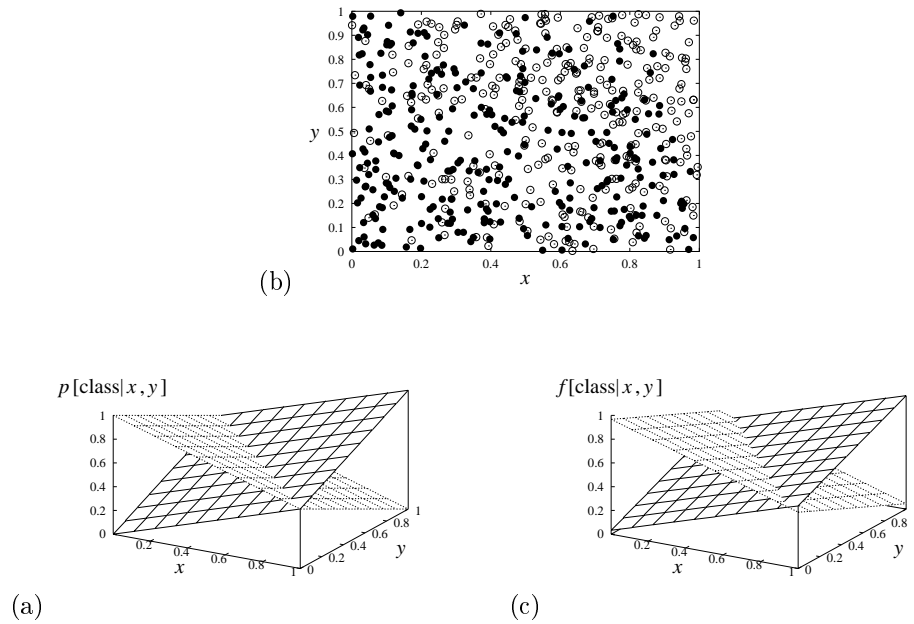 1
0.9
0.8
0.7
0.6
0.5
0.4
0.3
0.2
0.1
0
y
0 0.2 0.4 0.6 0.8 1
x
(b)
p [class| x , y ]
1
0.8
0.6
0.4
0.2
0
0.2 0.4 0.6 0.8 1
x
0 0.2 0.4 0.6 0.8 1
y
(a)
f [class| x , y ]
1
0.8
0.6
0.4
0.2
0
0.2 0.4 0.6 0.8 1
x
0 0.2 0.4 0.6 0.8
y
(c)